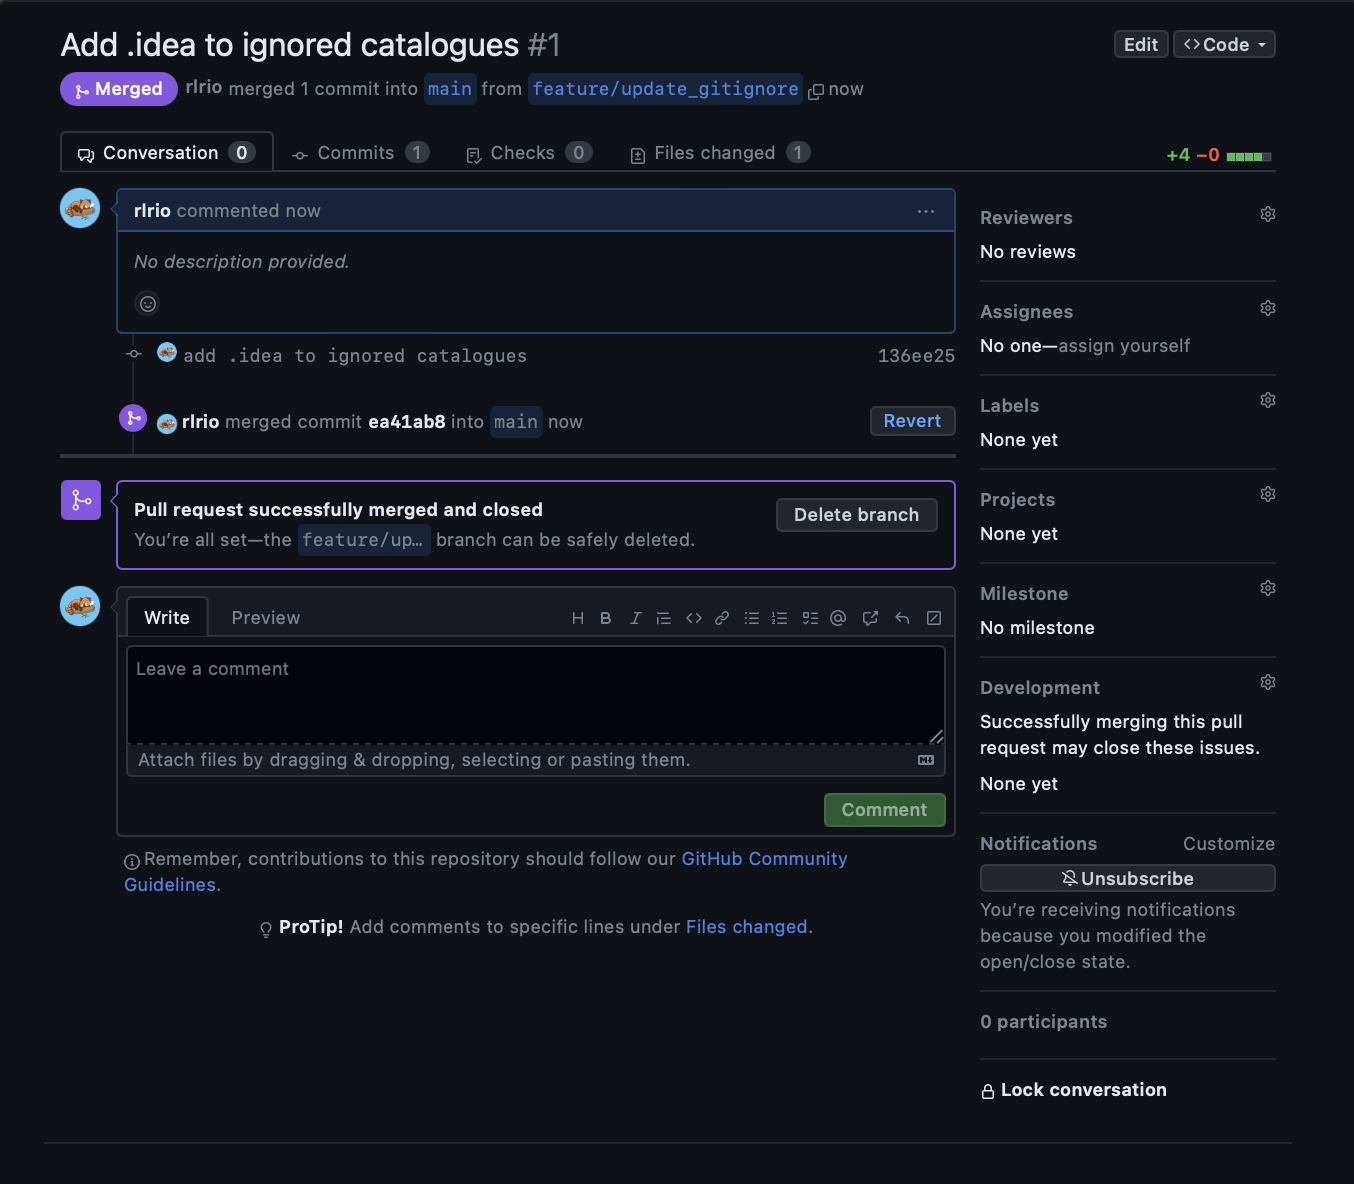 Add .idea to ignored catalogues #1
Edit
Code
Merged
rlrio merged 1 commit into main from feature/update_gitignore now
Conversation 0
Commits 1
Checks 0
Files changed 1
+4 −0
rlrio commented now
No description provided.
add .idea to ignored catalogues
136ee25
rlrio merged commit ea41ab8 into main now
Revert
Pull request successfully merged and closed
You’re all set—the feature/up… branch can be safely deleted.
Delete branch
Write
Preview
Leave a comment
Attach files by dragging & dropping, selecting or pasting them.
Comment
Remember, contributions to this repository should follow our GitHub Community
Guidelines.
ProTip! Add comments to specific lines under Files changed.
Reviewers
No reviews
Assignees
No one—assign yourself
Labels
None yet
Projects
None yet
Milestone
No milestone
Development
Successfully merging this pull
request may close these issues.
None yet
Notifications
Customize
Unsubscribe
You’re receiving notifications
because you modified the
open/close state.
0 participants
Lock conversation